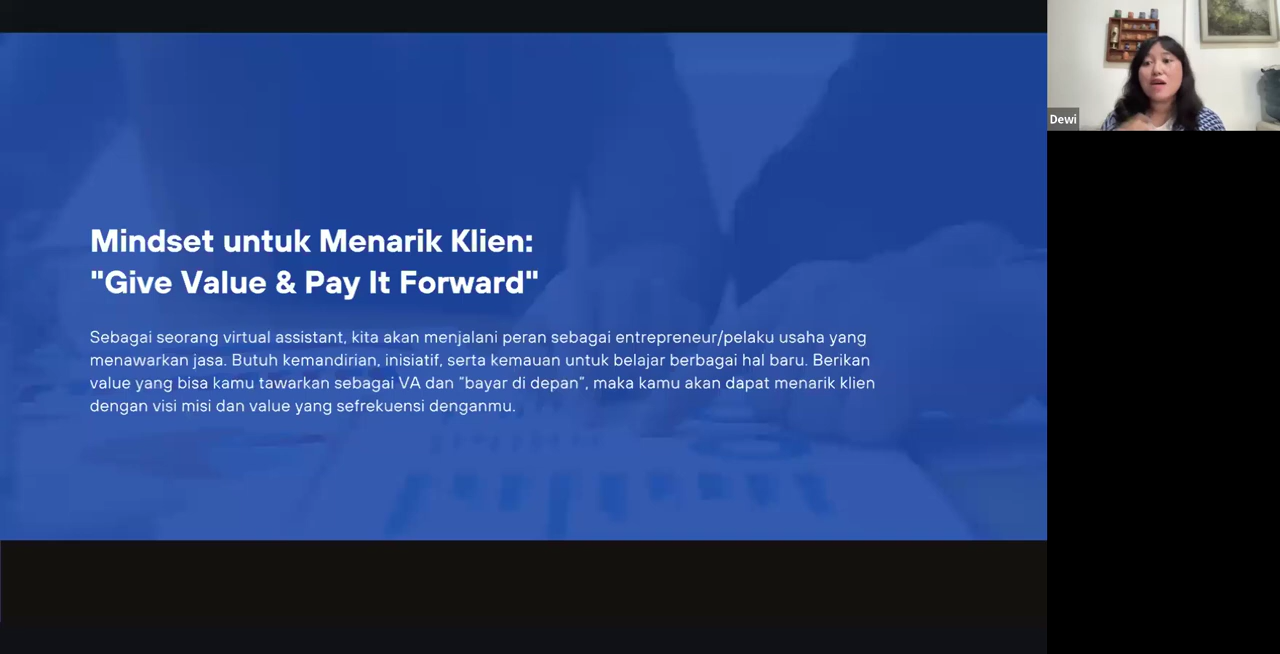 Mindset untuk Menarik Klien:
"Give Value & Pay It Forward"
Sebagai seorang virtual assistant, kita akan menjalani peran sebagai entrepreneur/pelaku usaha yang
menawarkan jasa. Butuh kemandirian, inisiatif, serta kemauan untuk belajar berbagai hal baru. Berikan
value yang bisa kamu tawarkan sebagai VA dan "bayar di depan", maka kamu akan dapat menarik klien
dengan visi misi dan value yang sefrekuensi denganmu.
Dewi